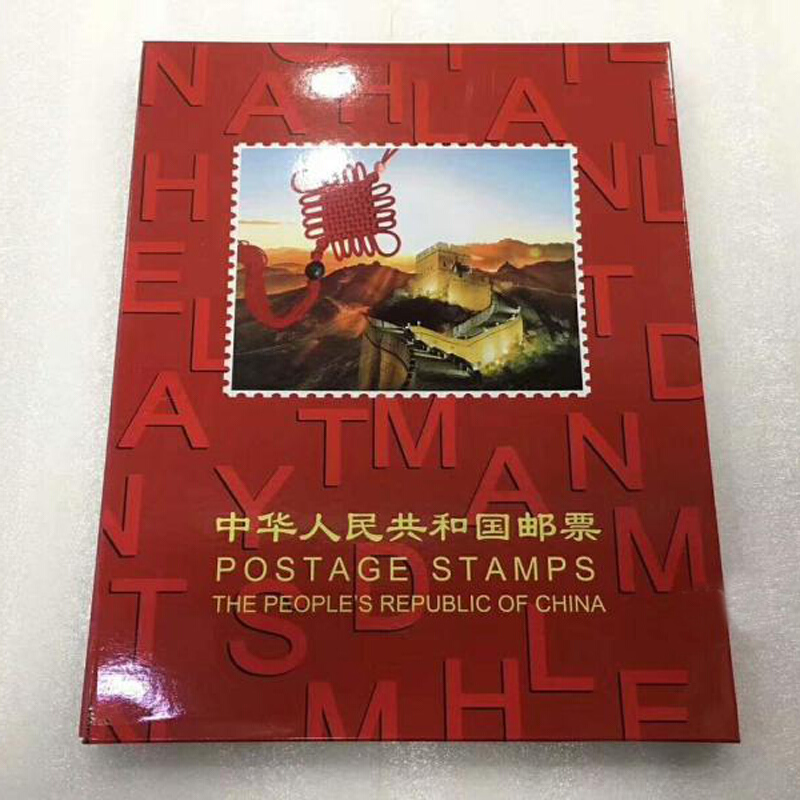 中华人民共和国邮票
POSTAGE STAMPS
THE PEOPLE'S REPUBLIC OF CHINA